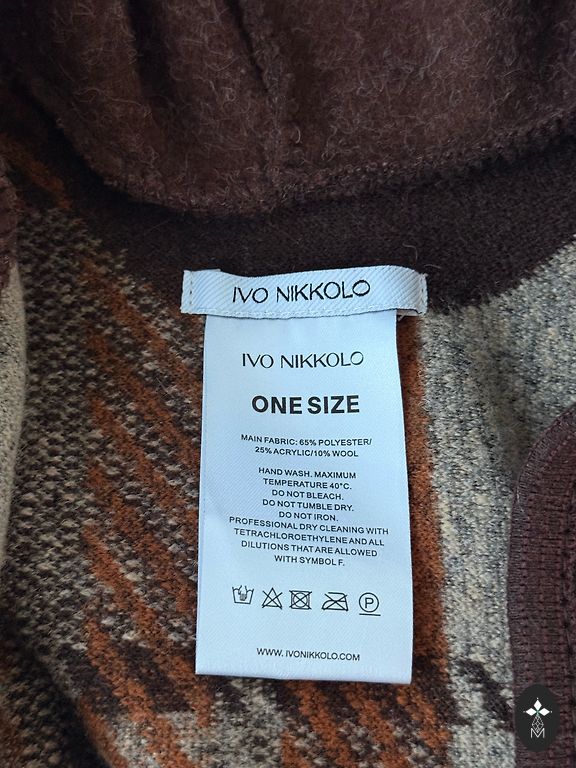 IVO NIKKOLO
IVO NIKKOLO
ONE SIZE
MAIN FABRIC: 65% POLYESTER/
25% ACRYLIC/10% WOOL
HAND WASH. MAXIMUM
TEMPERATURE 40°C.
DO NOT BLEACH.
DO NOT TUMBLE DRY.
DO NOT IRON.
PROFESSIONAL DRY CLEANING WITH
TETRACHLOROETHYLENE AND ALL
DILUTIONS THAT ARE ALLOWED
WITH SYMBOL F.
P
WWW.IVONIKKOLO.COM
M